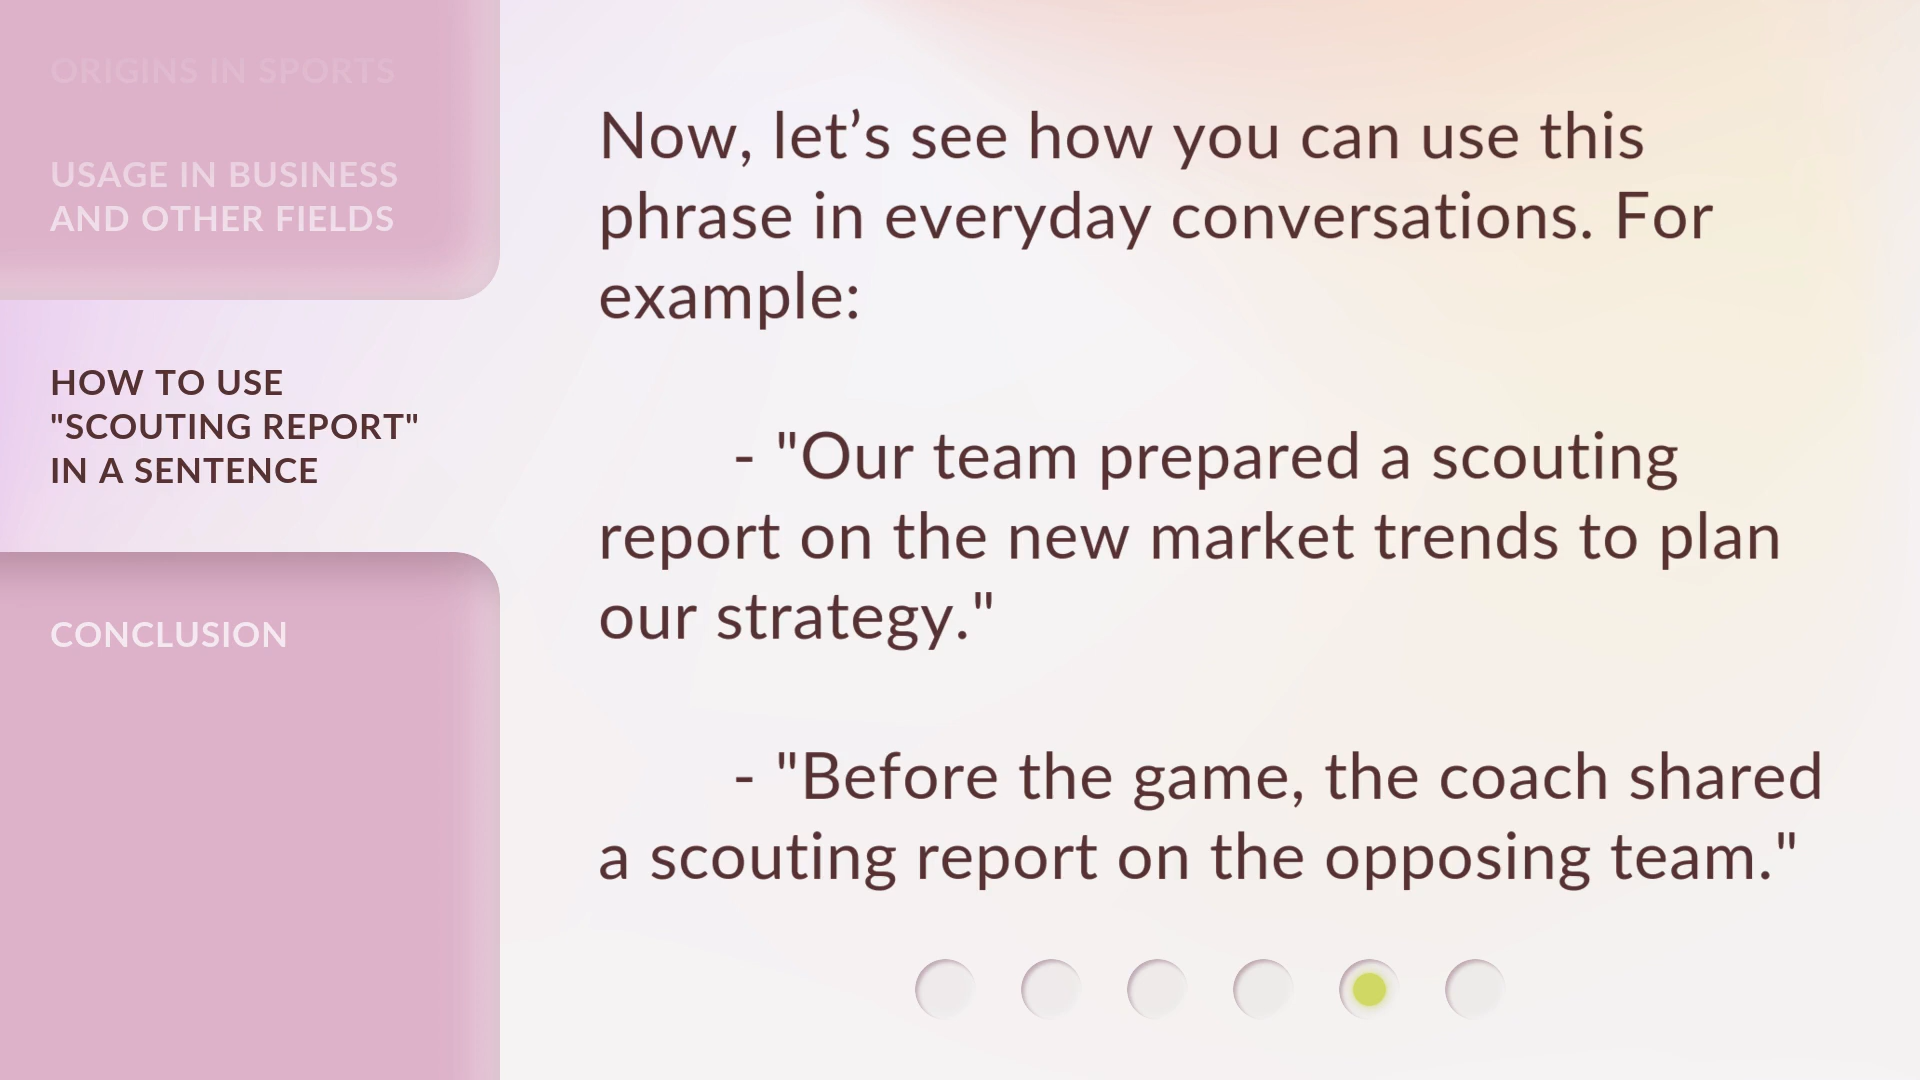 ORIGINS IN SPORTS
USAGE IN BUSINESS
AND OTHER FIELDS
HOW TO USE
"SCOUTING REPORT"
IN A SENTENCE
CONCLUSION
Now, let’s see how you can use this
phrase in everyday conversations. For
example:
- "Our team prepared a scouting
report on the new market trends to plan
our strategy."
- "Before the game, the coach shared
a scouting report on the opposing team."